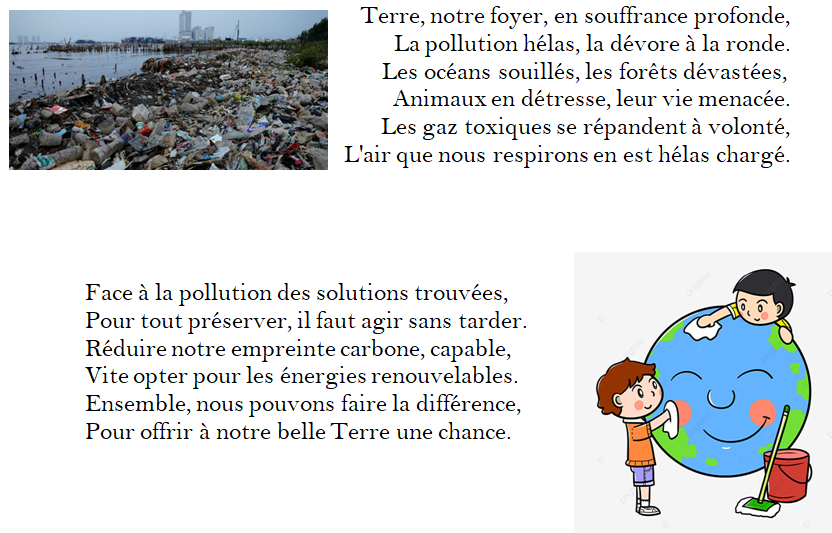 Terre, notre foyer, en souffrance profonde,
La pollution hélas, la dévore à la ronde.
Les océans souillés, les forêts dévastées,
Animaux en détresse, leur vie menacée.
Les gaz toxiques se répandent à volonté,
L'air que nous respirons en est hélas chargé.
Face à la pollution des solutions trouvées,
Pour tout préserver, il faut agir sans tarder.
Réduire notre empreinte carbone, capable,
Vite opter pour les énergies renouvelables.
Ensemble, nous pouvons faire la différence,
Pour offrir à notre belle Terre une chance.